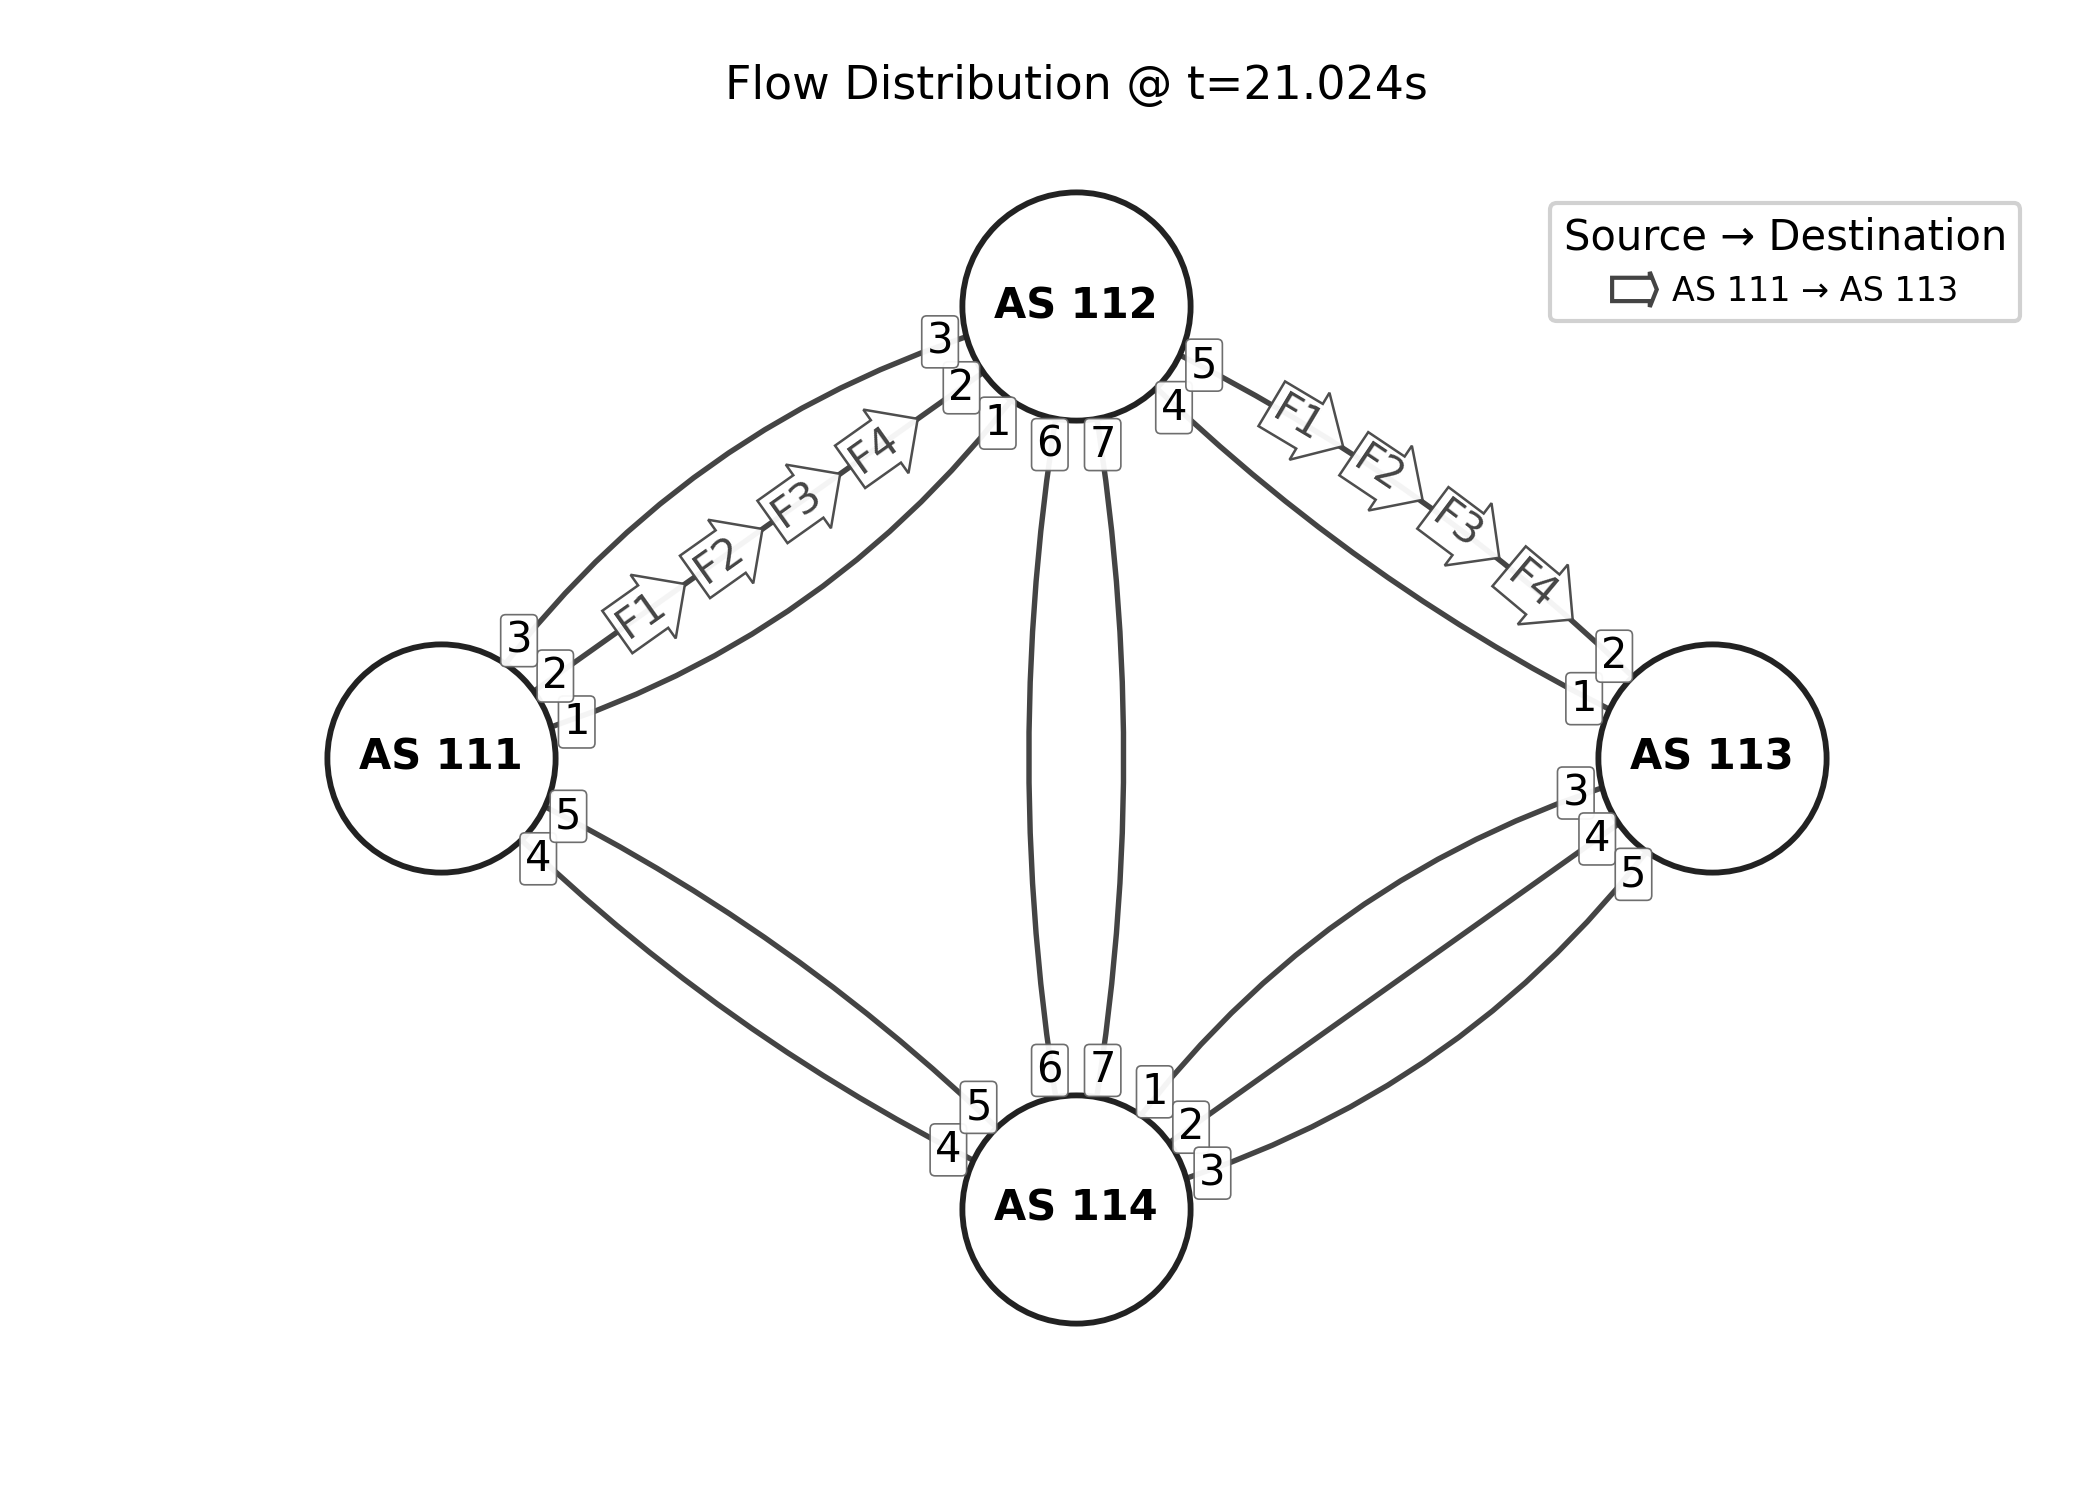 Flow Distribution @ t=21.024s
Source → Destination
AS 111 → AS 113
AS 112
3
2
1
6
7
4
5
F1
F2
F3
F4
F4
F3
F2
F1
3
2
1
AS 111
5
4
2
1
AS 113
3
4
5
6
7
5
4
1
2
3
AS 114